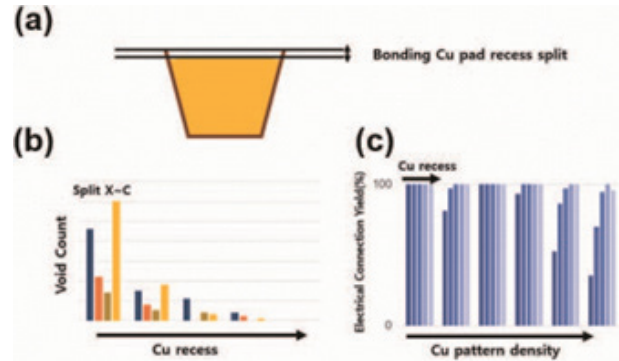 (a)
Bonding Cu pad recess split
(b)
Split X~C
Void Count
Cu recess
(c)
Cu recess
Electrical Connection Yield(%)
100
0
Cu pattern density